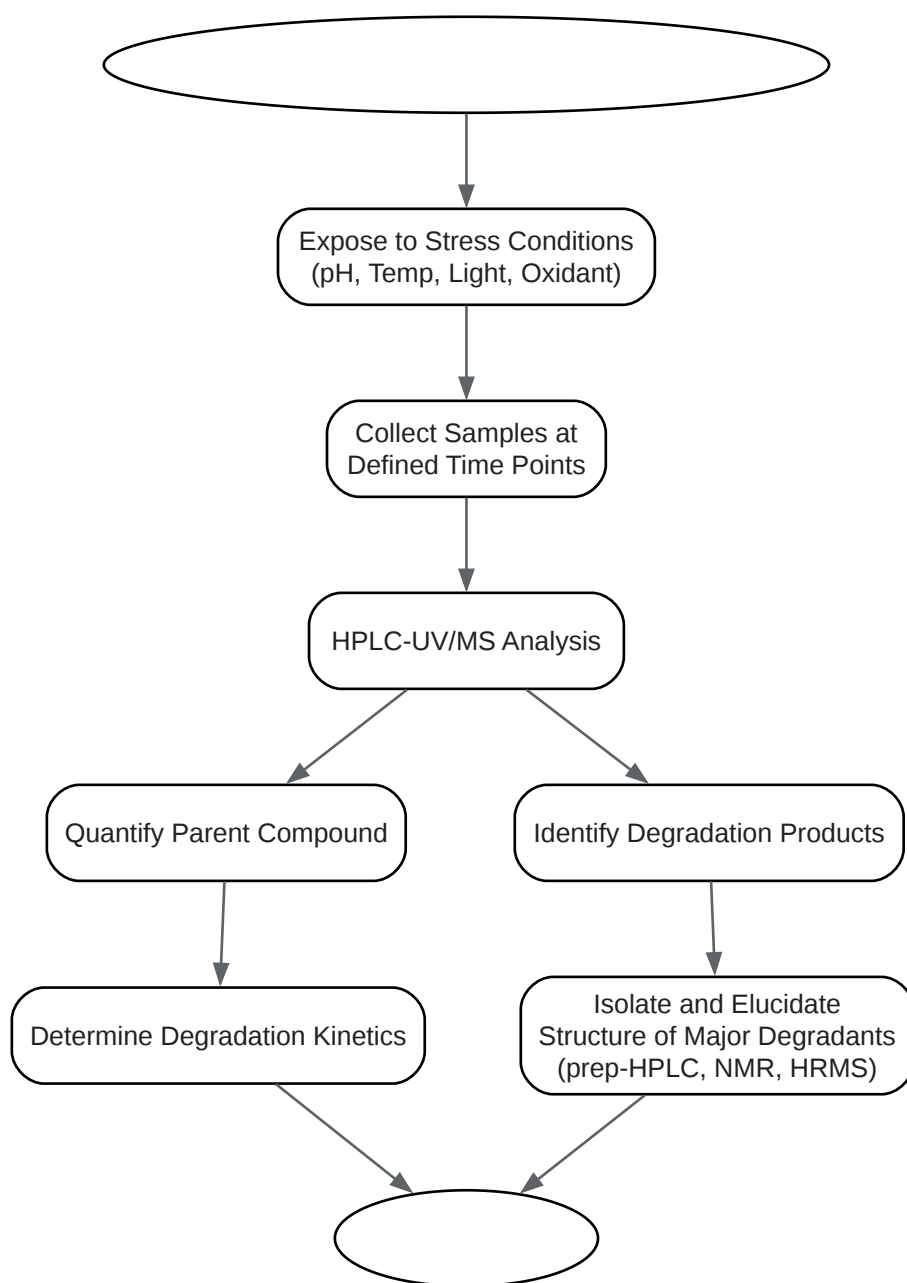 Expose to Stress Conditions
(pH, Temp, Light, Oxidant)
Collect Samples at
Defined Time Points
HPLC-UV/MS Analysis
Quantify Parent Compound
Identify Degradation Products
Determine Degradation Kinetics
Isolate and Elucidate
Structure of Major Degradants
(prep-HPLC, NMR, HRMS)